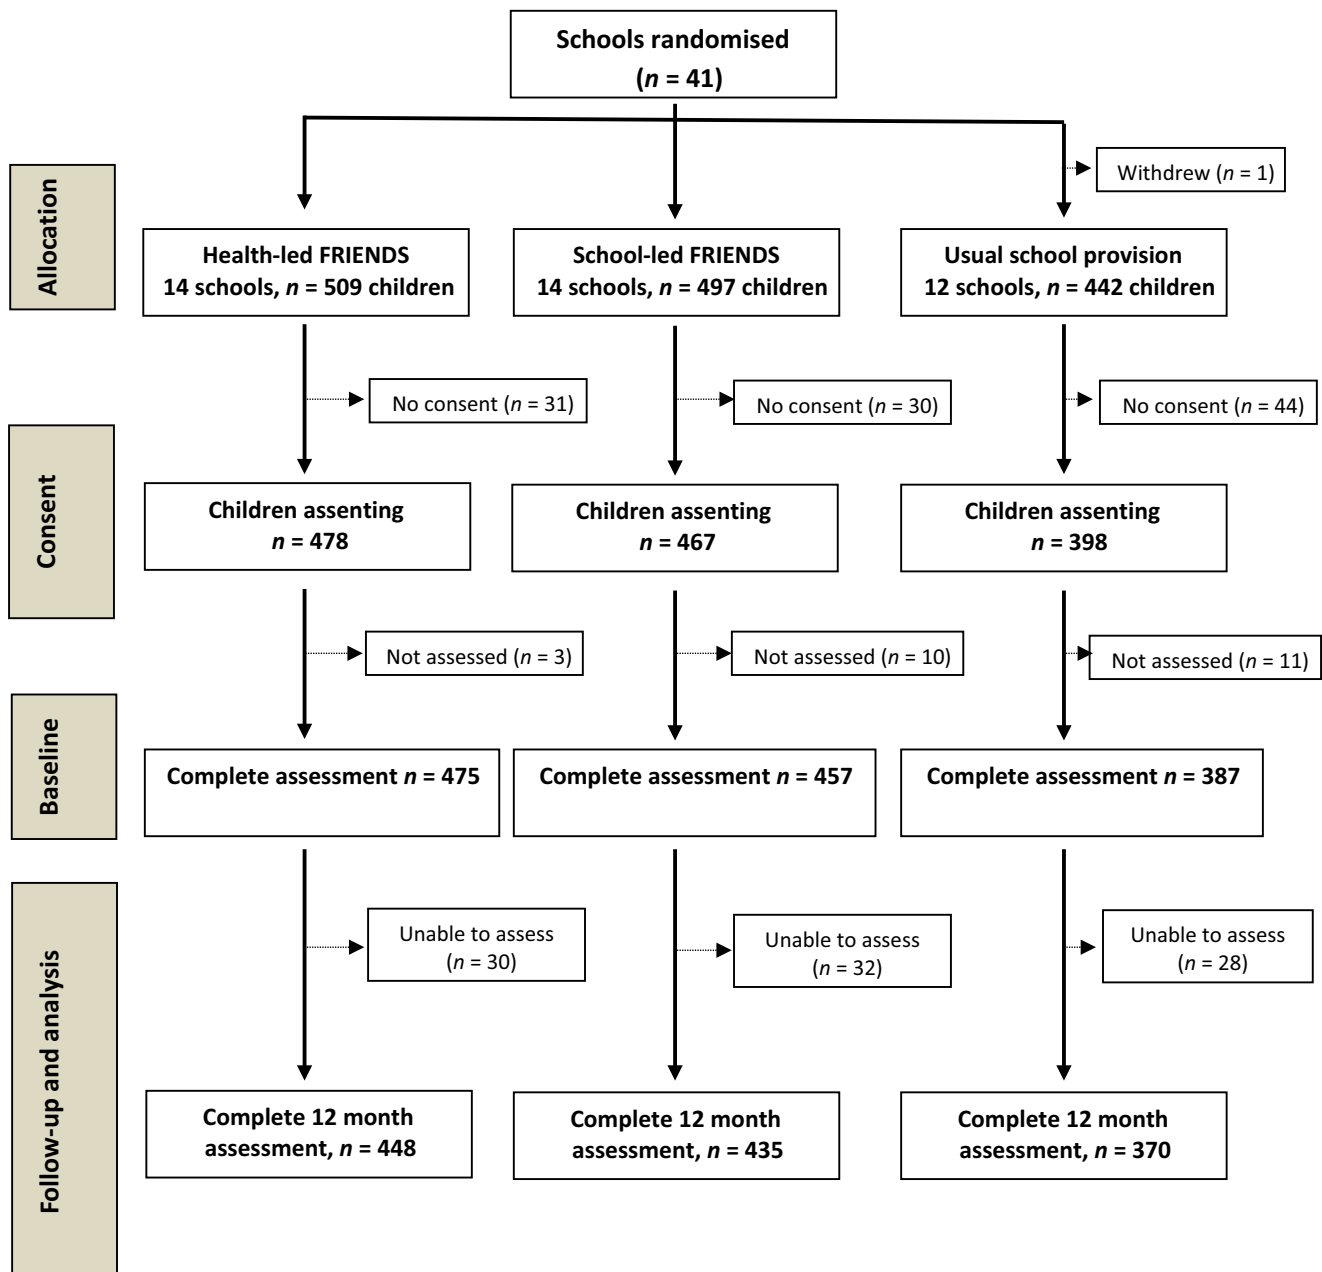 Schools randomised
(n = 41)
Allocation
Withdrew (n = 1)
Health-led FRIENDS
14 schools, n = 509 children
School-led FRIENDS
14 schools, n = 497 children
Usual school provision
12 schools, n = 442 children
No consent (n = 31)
No consent (n = 30)
No consent (n = 44)
Consent
Children assenting
n = 478
Children assenting
n = 467
Children assenting
n = 398
Not assessed (n = 3)
Not assessed (n = 10)
Not assessed (n = 11)
Baseline
Complete assessment n = 475
Complete assessment n = 457
Complete assessment n = 387
Follow-up and analysis
Unable to assess
(n = 30)
Unable to assess
(n = 32)
Unable to assess
(n = 28)
Complete 12 month
assessment, n = 448
Complete 12 month
assessment, n = 435
Complete 12 month
assessment, n = 370